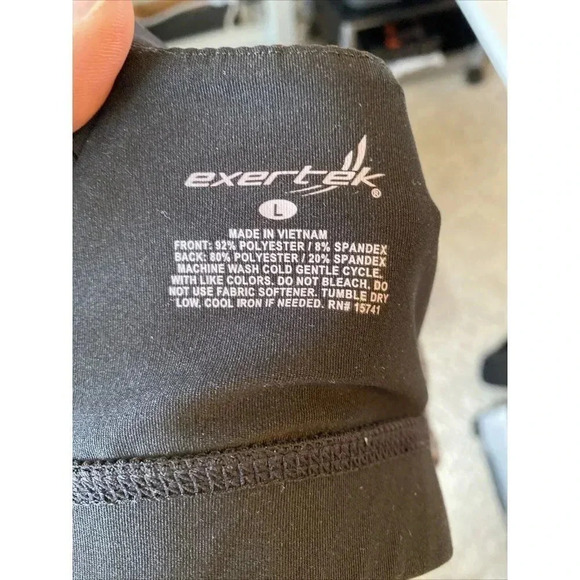 exertek®
L
MADE IN VIETNAM
FRONT: 92% POLYESTER / 8% SPANDEX
BACK: 80% POLYESTER / 20% SPANDEX
MACHINE WASH COLD GENTLE CYCLE,
WITH LIKE COLORS. DO NOT BLEACH. DO
NOT USE FABRIC SOFTENER. TUMBLE DRY
LOW, COOL IRON IF NEEDED. RN# 15741